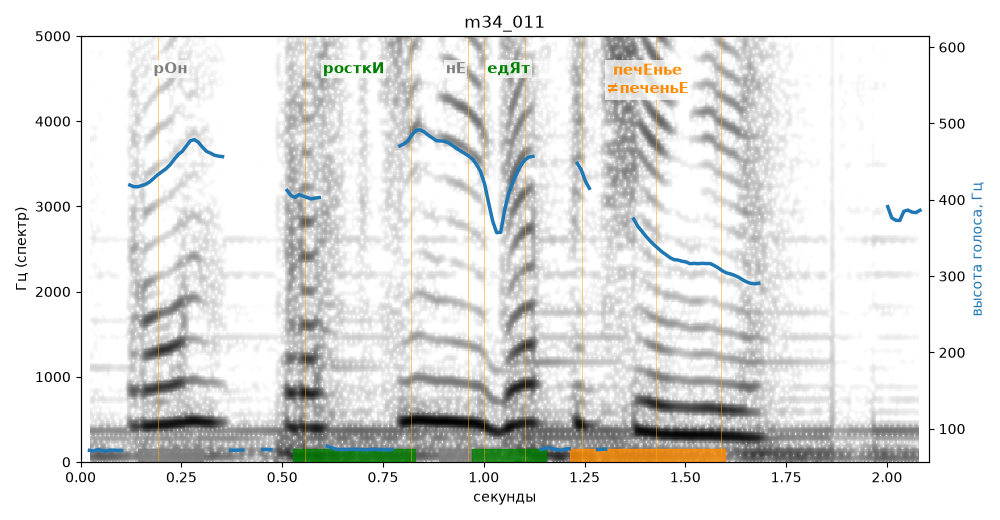 m34_011
рОн
росткИ
нЕ
едЯт
печЕнье
≠печеньЕ
5000
4000
3000
2000
1000
0
Гц (спектр)
600
500
400
300
200
100
высота голоса, Гц
0.00
0.25
0.50
0.75
1.00
1.25
1.50
1.75
2.00
секунды